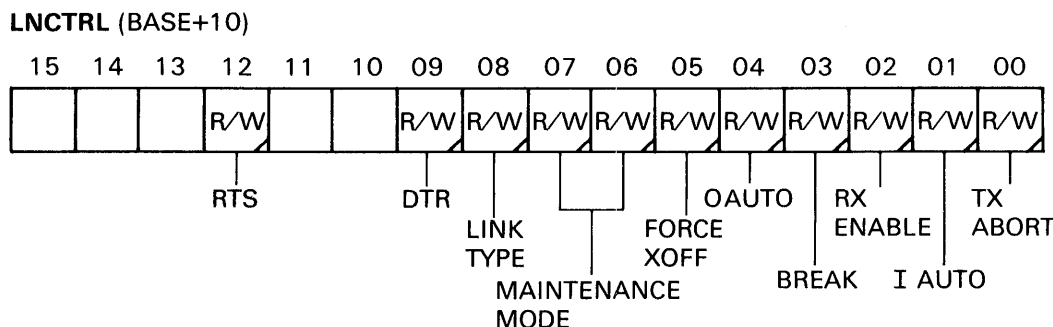 LNCTRL (BASE+10)
15 14 13 12 11 10 09 08 07 06 05 04 03 02 01 00
R/W R/W R/W R/W R/W R/W R/W R/W R/W R/W R/W
RTS DTR OAUTO RX TX
LINK FORCE ENABLE ABORT
TYPE XOFF
BREAK I AUTO
MAINTENANCE
MODE